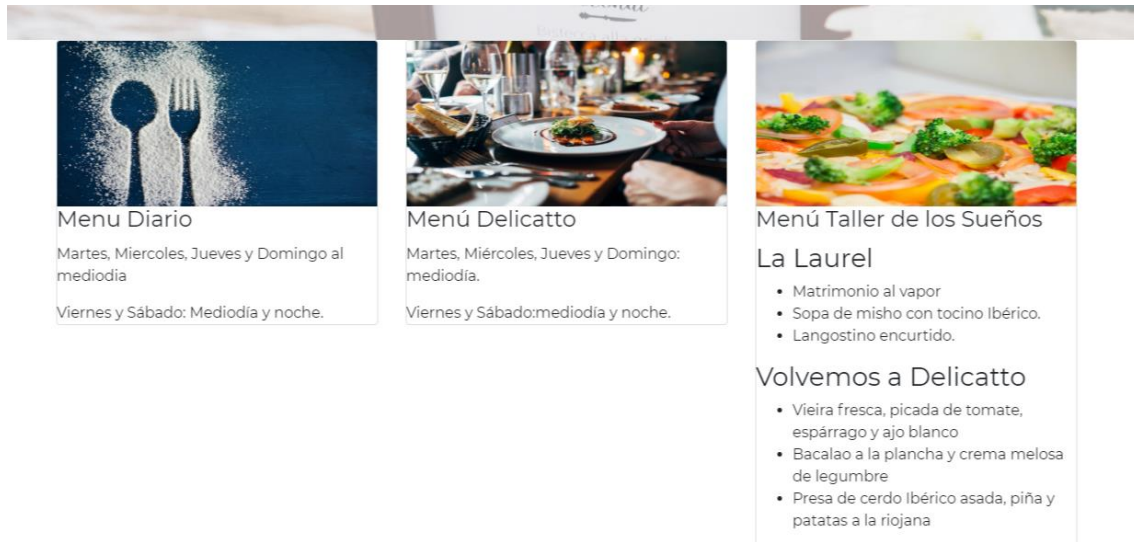 Menu Diario
Martes, Miercoles, Jueves y Domingo al
mediodia
Viernes y Sábado: Mediodía y noche.
Menú Delicatto
Martes, Miércoles, Jueves y Domingo:
mediodía.
Viernes y Sábado:mediodía y noche.
Menú Taller de los Sueños
La Laurel
Matrimonio al vapor
Sopa de misho con tocino Ibérico.
Langostino encurtido.
Volvemos a Delicatto
Vieira fresca, picada de tomate,
espárrago y ajo blanco
Bacalao a la plancha y crema melosa
de legumbre
Presa de cerdo Ibérico asada, piña y
patatas a la riojana